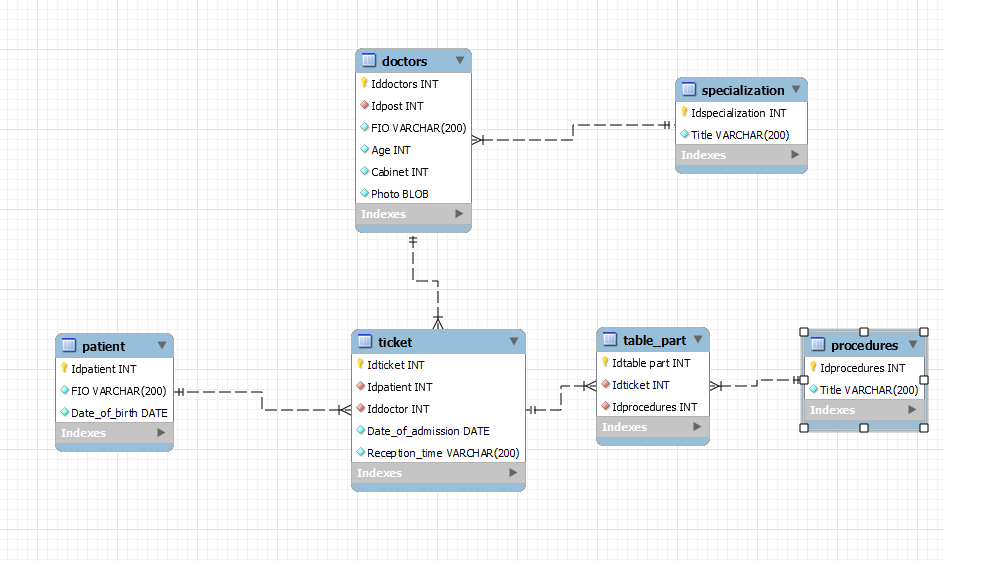 doctors
Iddoctors INT
Idpost INT
FIO VARCHAR(200)
Age INT
Cabinet INT
Photo BLOB
Indexes
specialization
Idspecialization INT
Title VARCHAR(200)
Indexes
patient
Idpatient INT
FIO VARCHAR(200)
Date_of_birth DATE
Indexes
ticket
Idticket INT
Idpatient INT
Iddoctor INT
Date_of_admission DATE
Reception_time VARCHAR(200)
Indexes
table_part
Idtable part INT
Idticket INT
Idprocedures INT
Indexes
procedures
Idprocedures INT
Title VARCHAR(200)
Indexes